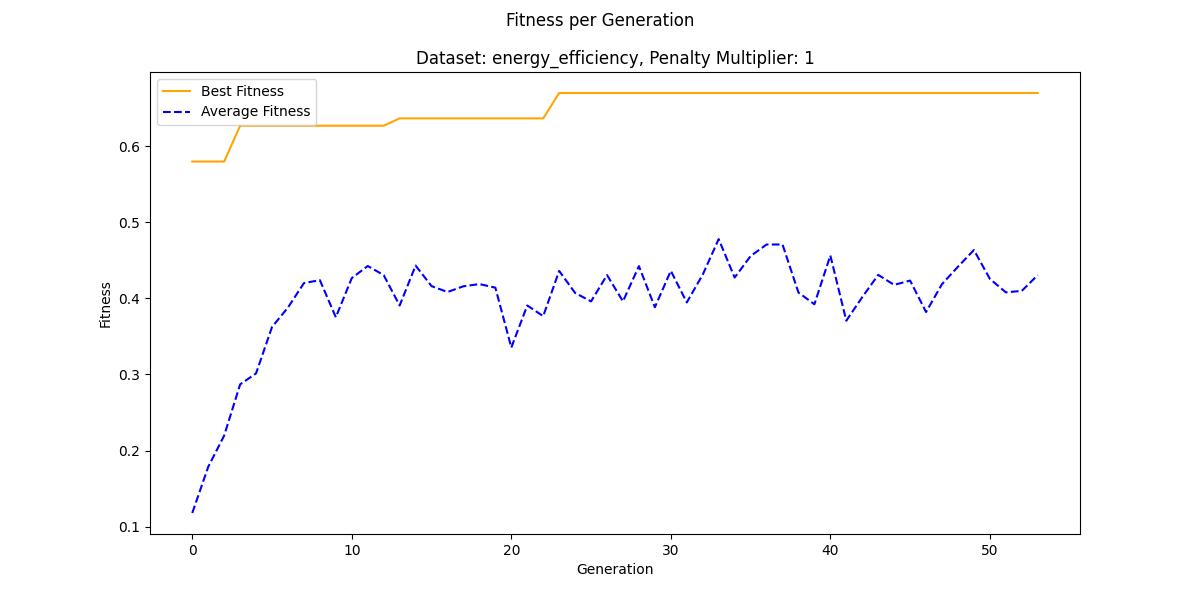 Fitness per Generation
Dataset: energy_efficiency, Penalty Multiplier: 1
Best Fitness
Average Fitness
0.6
0.5
0.4
0.3
0.2
0.1
Fitness
0 10 20 30 40 50
Generation